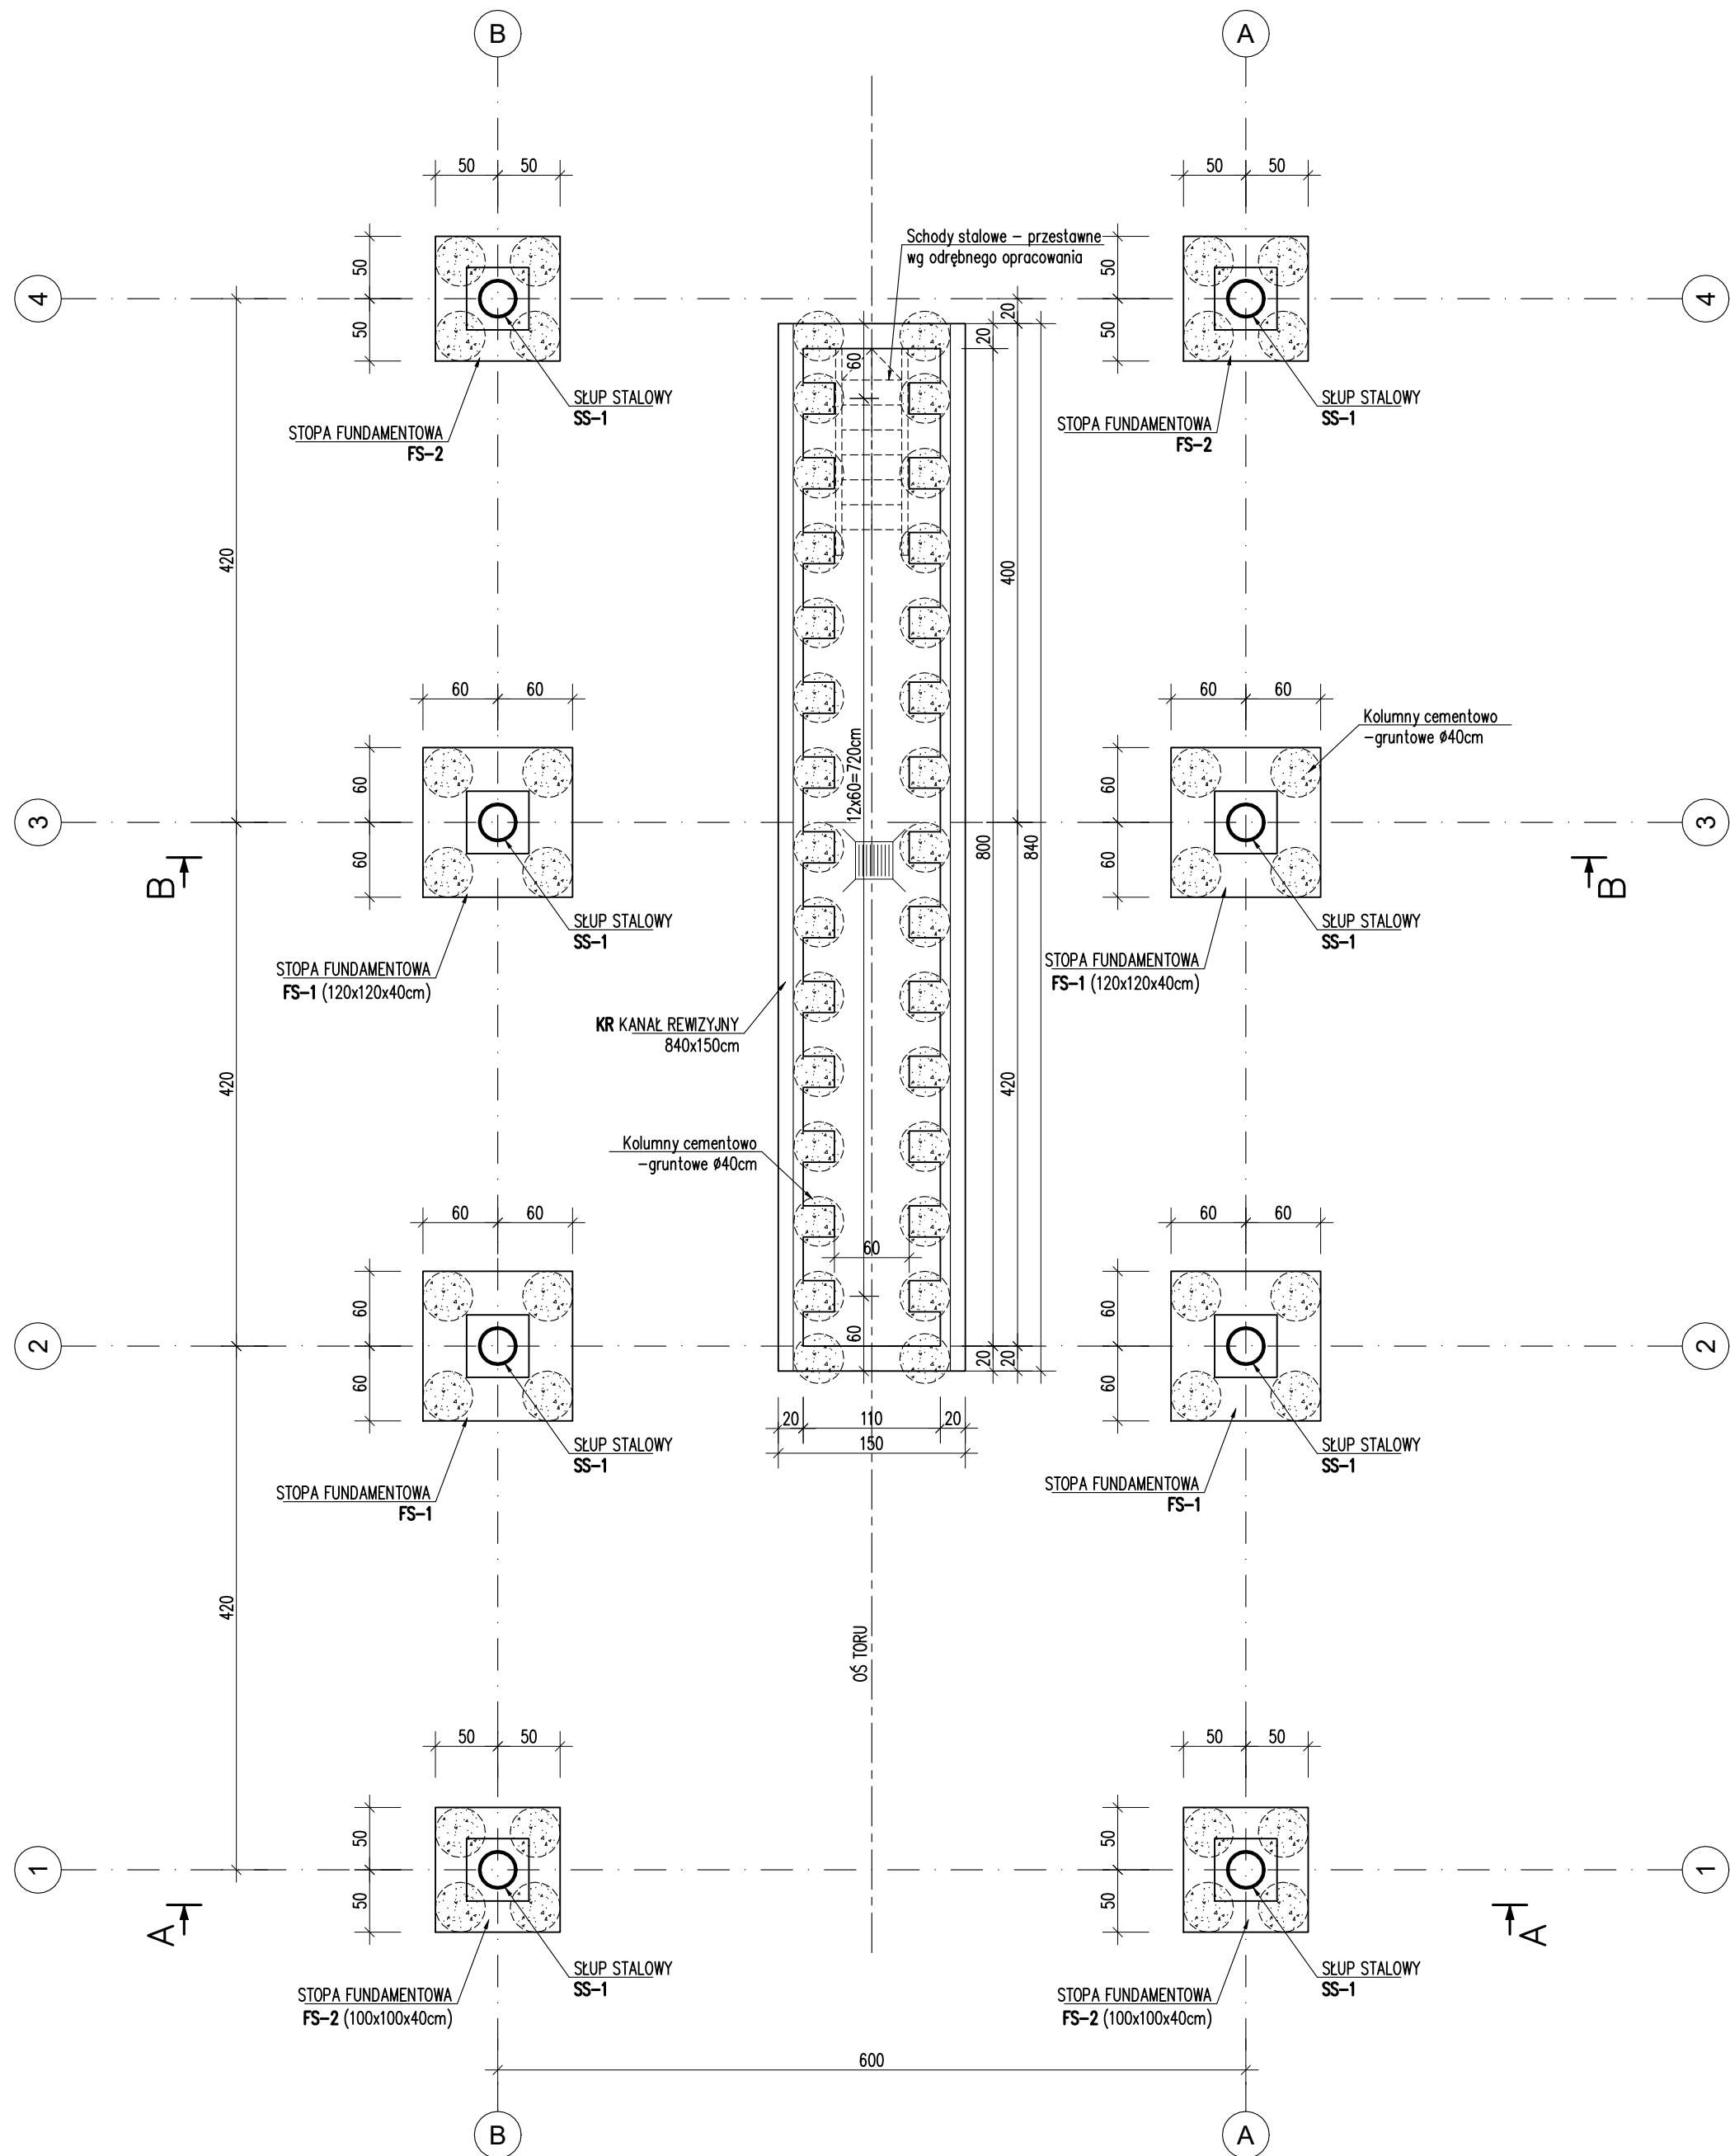 B
A
50
50
50
50
Schody stalowe – przestawne
wg odrębnego opracowania
50
50
50
50
4
4
20
20
60
SŁUP STALOWY
SS-1
SŁUP STALOWY
SS-1
STOPA FUNDAMENTOWA
FS-2
STOPA FUNDAMENTOWA
FS-2
420
400
60
60
60
60
Kolumny cementowo
-gruntowe ø40cm
12x60=720cm
60
60
60
60
3
3
800
840
B
B
SŁUP STALOWY
SS-1
SŁUP STALOWY
SS-1
STOPA FUNDAMENTOWA
FS-1 (120x120x40cm)
STOPA FUNDAMENTOWA
FS-1 (120x120x40cm)
KR KANAŁ REWIZYJNY
840x150cm
420
420
Kolumny cementowo
-gruntowe ø40cm
60
60
60
60
60
60
60
60
60
60
2
2
20
20
20
110
20
150
SŁUP STALOWY
SS-1
SŁUP STALOWY
SS-1
STOPA FUNDAMENTOWA
FS-1
STOPA FUNDAMENTOWA
FS-1
420
OŚ TORU
50
50
50
50
50
50
50
50
1
1
A
A
SŁUP STALOWY
SS-1
SŁUP STALOWY
SS-1
STOPA FUNDAMENTOWA
FS-2 (100x100x40cm)
STOPA FUNDAMENTOWA
FS-2 (100x100x40cm)
600
B
A